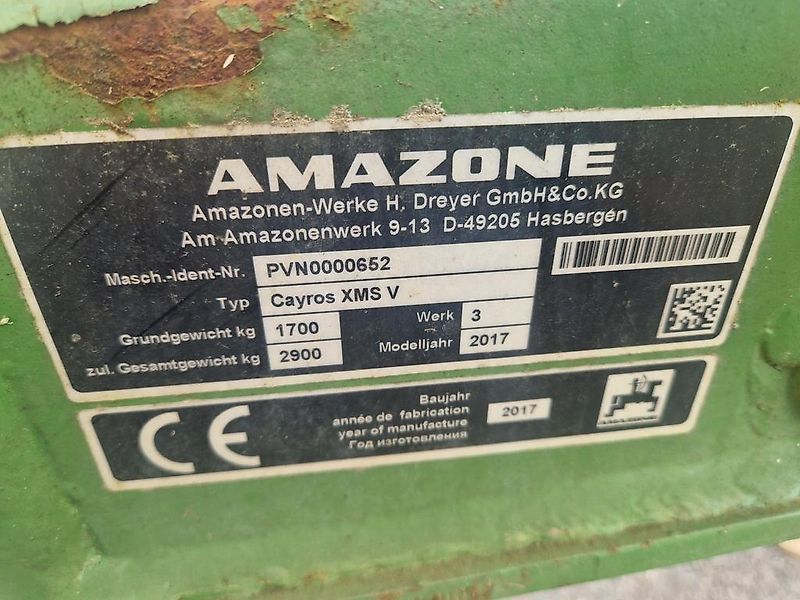 AMAZONE
Amazonen-Werke H. Dreyer GmbH&Co.KG
Am Amazonenwerk 9-13 D-49205 Hasbergen
Masch.-Ident-Nr. PVN0000652
Typ Cayros XMS V
Grundgewicht kg 1700 Werk 3
zul. Gesamtgewicht kg 2900 Modelljahr 2017
CE
Baujahr
année de fabrication
year of manufacture
Год изготовления
2017
AMAZONE